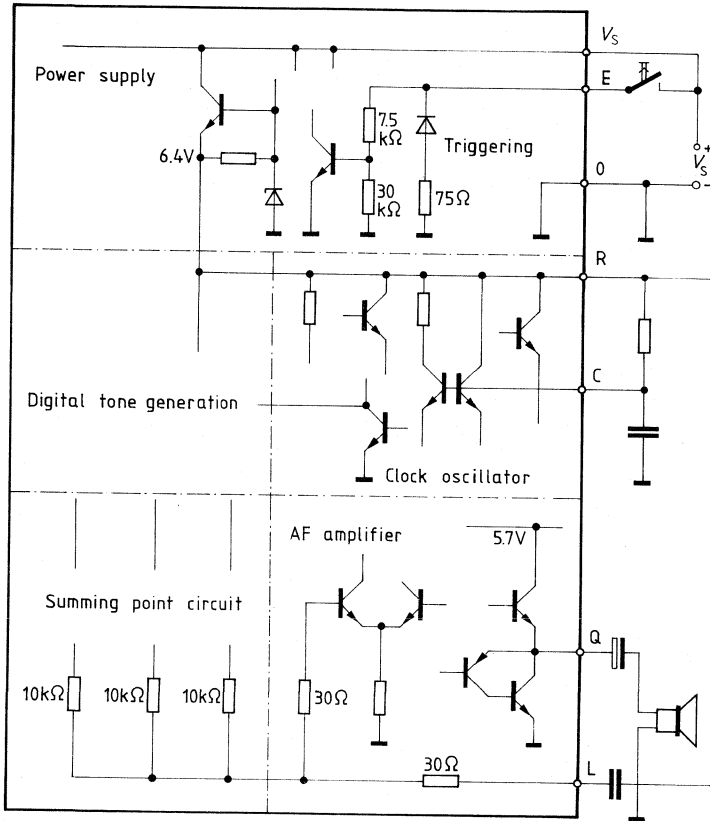 V_S
Power supply
E
7.5
kΩ
Triggering
+
6.4V
V_S
0
30
kΩ
75Ω
-
R
C
Digital tone generation
Clock oscillator
AF amplifier
5.7V
Summing point circuit
Q
10kΩ
10kΩ
10kΩ
30Ω
30Ω
L